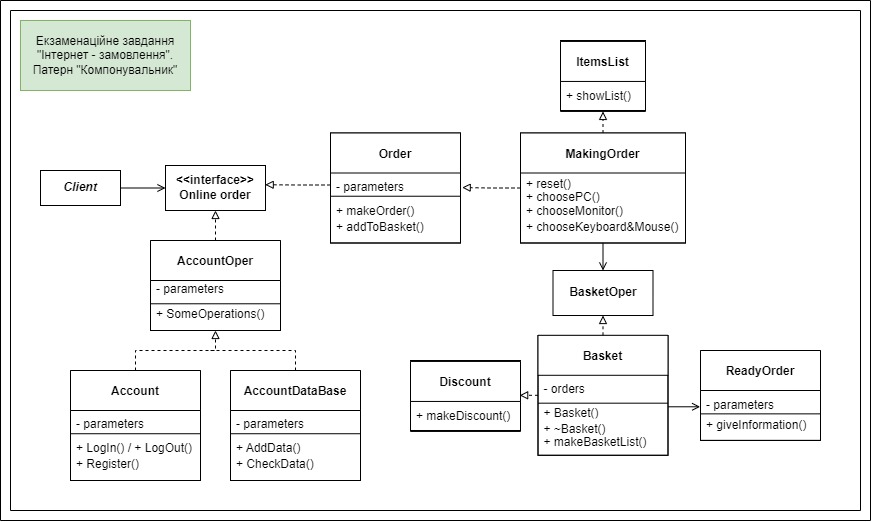 Екзаменаційне завдання
"Інтернет - замовлення".
Патерн "Компонувальник"
ItemsList
+ showList()
Order
- parameters
+ makeOrder()
+ addToBasket()
MakingOrder
+ reset()
+ choosePC()
+ chooseMonitor()
+ chooseKeyboard&Mouse()
Client
<<interface>>
Online order
AccountOper
- parameters
+ SomeOperations()
BasketOper
Account
- parameters
+ LogIn() / + LogOut()
+ Register()
AccountDataBase
- parameters
+ AddData()
+ CheckData()
Discount
+ makeDiscount()
Basket
- orders
+ Basket()
+ ~Basket()
+ makeBasketList()
ReadyOrder
- parameters
+ giveInformation()